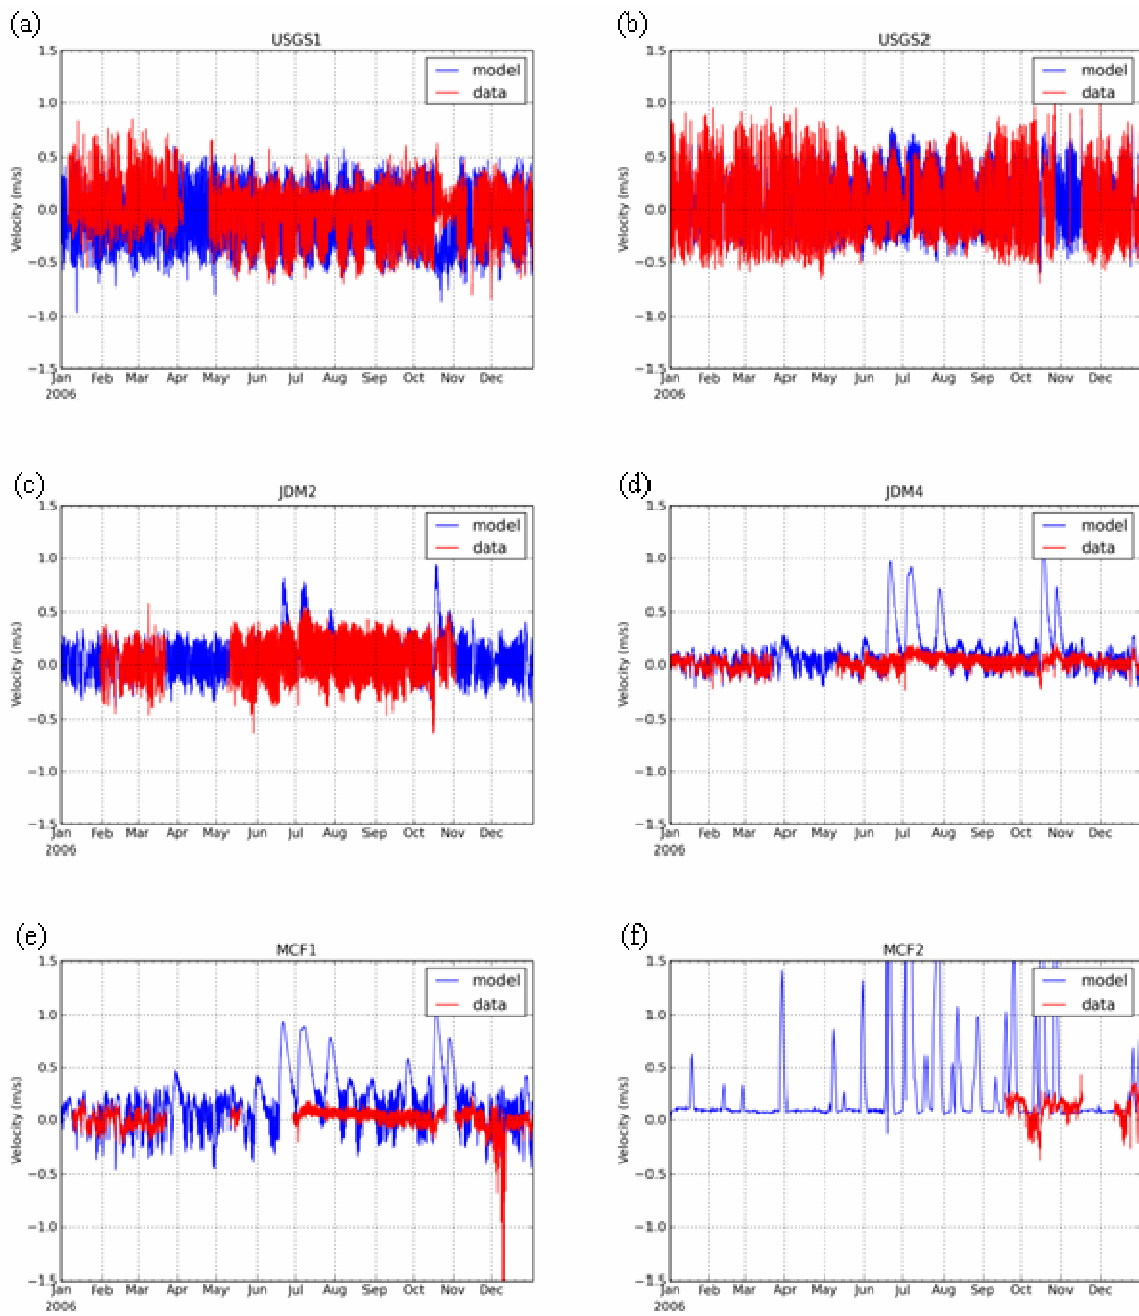 (a)
USGS1
1.5
1.0
0.5
0.0
−0.5
−1.0
−1.5
Velocity (m/s)
model
data
Jan Feb Mar Apr May Jun Jul Aug Sep Oct Nov Dec
2006
(b)
USGS2
1.5
1.0
0.5
0.0
−0.5
−1.0
−1.5
Velocity (m/s)
model
data
Jan Feb Mar Apr May Jun Jul Aug Sep Oct Nov Dec
2006
(c)
JDM2
1.5
1.0
0.5
0.0
−0.5
−1.0
−1.5
Velocity (m/s)
model
data
Jan Feb Mar Apr May Jun Jul Aug Sep Oct Nov Dec
2006
(d)
JDM4
1.5
1.0
0.5
0.0
−0.5
−1.0
−1.5
Velocity (m/s)
model
data
Jan Feb Mar Apr May Jun Jul Aug Sep Oct Nov Dec
2006
(e)
MCF1
1.5
1.0
0.5
0.0
−0.5
−1.0
−1.5
Velocity (m/s)
model
data
Jan Feb Mar Apr May Jun Jul Aug Sep Oct Nov Dec
2006
(f)
MCF2
1.5
1.0
0.5
0.0
−0.5
−1.0
−1.5
Velocity (m/s)
model
data
Jan Feb Mar Apr May Jun Jul Aug Sep Oct Nov Dec
2006